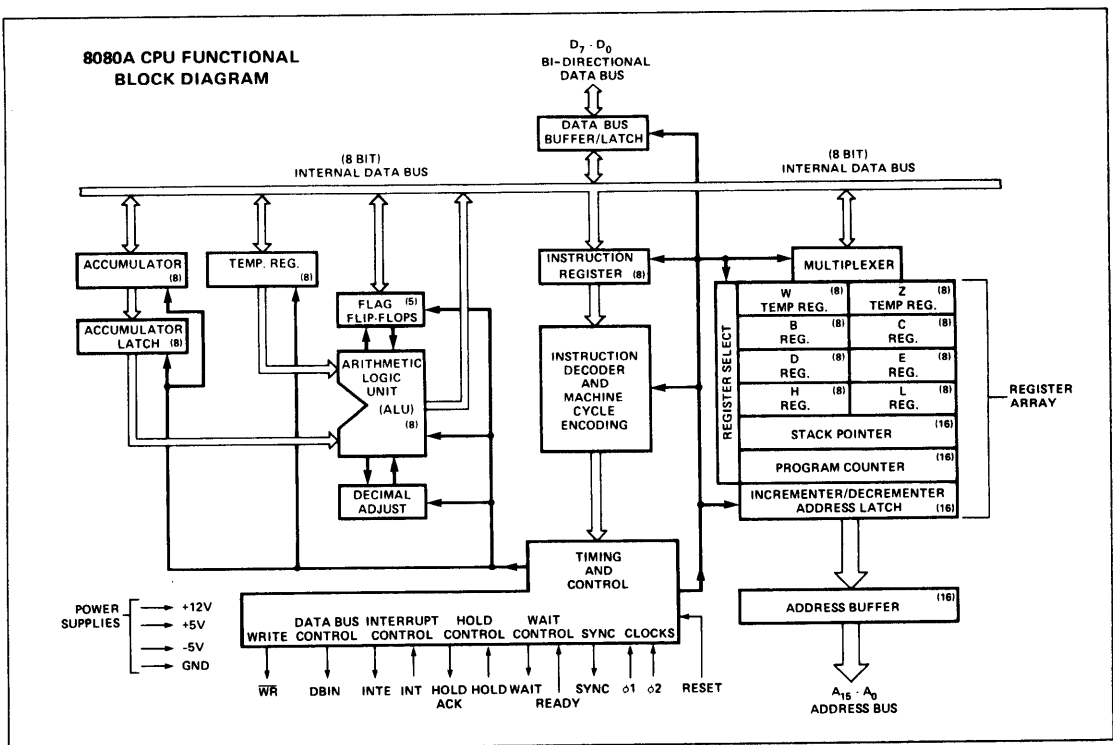 8080A CPU FUNCTIONAL
BLOCK DIAGRAM
D7 - D0
BI-DIRECTIONAL
DATA BUS
DATA BUS
BUFFER/LATCH
(8 BIT)
INTERNAL DATA BUS
(8 BIT)
INTERNAL DATA BUS
ACCUMULATOR
(8)
TEMP. REG.
(8)
INSTRUCTION
REGISTER (8)
MULTIPLEXER
FLAG (5)
FLIP-FLOPS
ACCUMULATOR
LATCH (8)
ARITHMETIC
LOGIC
UNIT
(ALU)
(8)
DECIMAL
ADJUST
INSTRUCTION
DECODER
AND
MACHINE
CYCLE
ENCODING
REGISTER SELECT
W (8)
TEMP REG.
Z (8)
TEMP REG.
B (8)
REG.
C (8)
REG.
D (8)
REG.
E (8)
REG.
H (8)
REG.
L (8)
REG.
STACK POINTER (16)
PROGRAM COUNTER (16)
INCREMENTER/DECREMENTER
ADDRESS LATCH (16)
REGISTER
ARRAY
TIMING
AND
CONTROL
WRITE
DATA BUS
CONTROL
INTERRUPT
CONTROL
HOLD
CONTROL
WAIT
CONTROL
SYNC
CLOCKS
ADDRESS BUFFER (16)
POWER
SUPPLIES
+12V
+5V
-5V
GND
W̅R̅
DBIN
INTE
INT
HOLD
ACK
HOLD
WAIT
READY
SYNC
ϕ1
ϕ2
RESET
A15 - A0
ADDRESS BUS